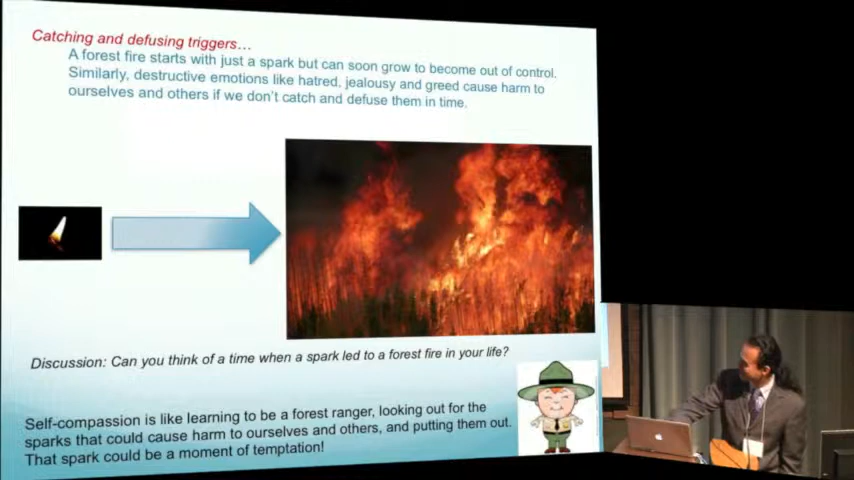 Catching and defusing triggers…
A forest fire starts with just a spark but can soon grow to become out of control.
Similarly, destructive emotions like hatred, jealousy and greed cause harm to
ourselves and others if we don't catch and defuse them in time.
Discussion: Can you think of a time when a spark led to a forest fire in your life?
Self-compassion is like learning to be a forest ranger, looking out for the
sparks that could cause harm to ourselves and others, and putting them out.
That spark could be a moment of temptation!